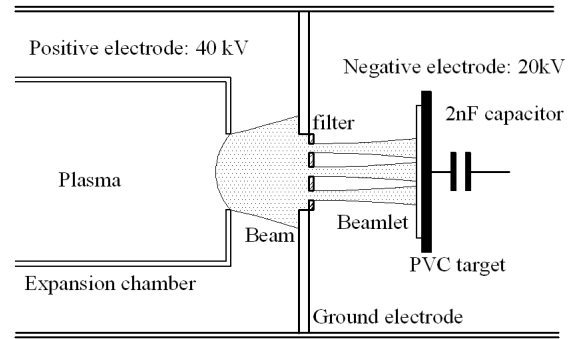 Positive electrode: 40 kV
Negative electrode: 20kV
filter
2nF capacitor
Plasma
Beam
Beamlet
PVC target
Expansion chamber
Ground electrode